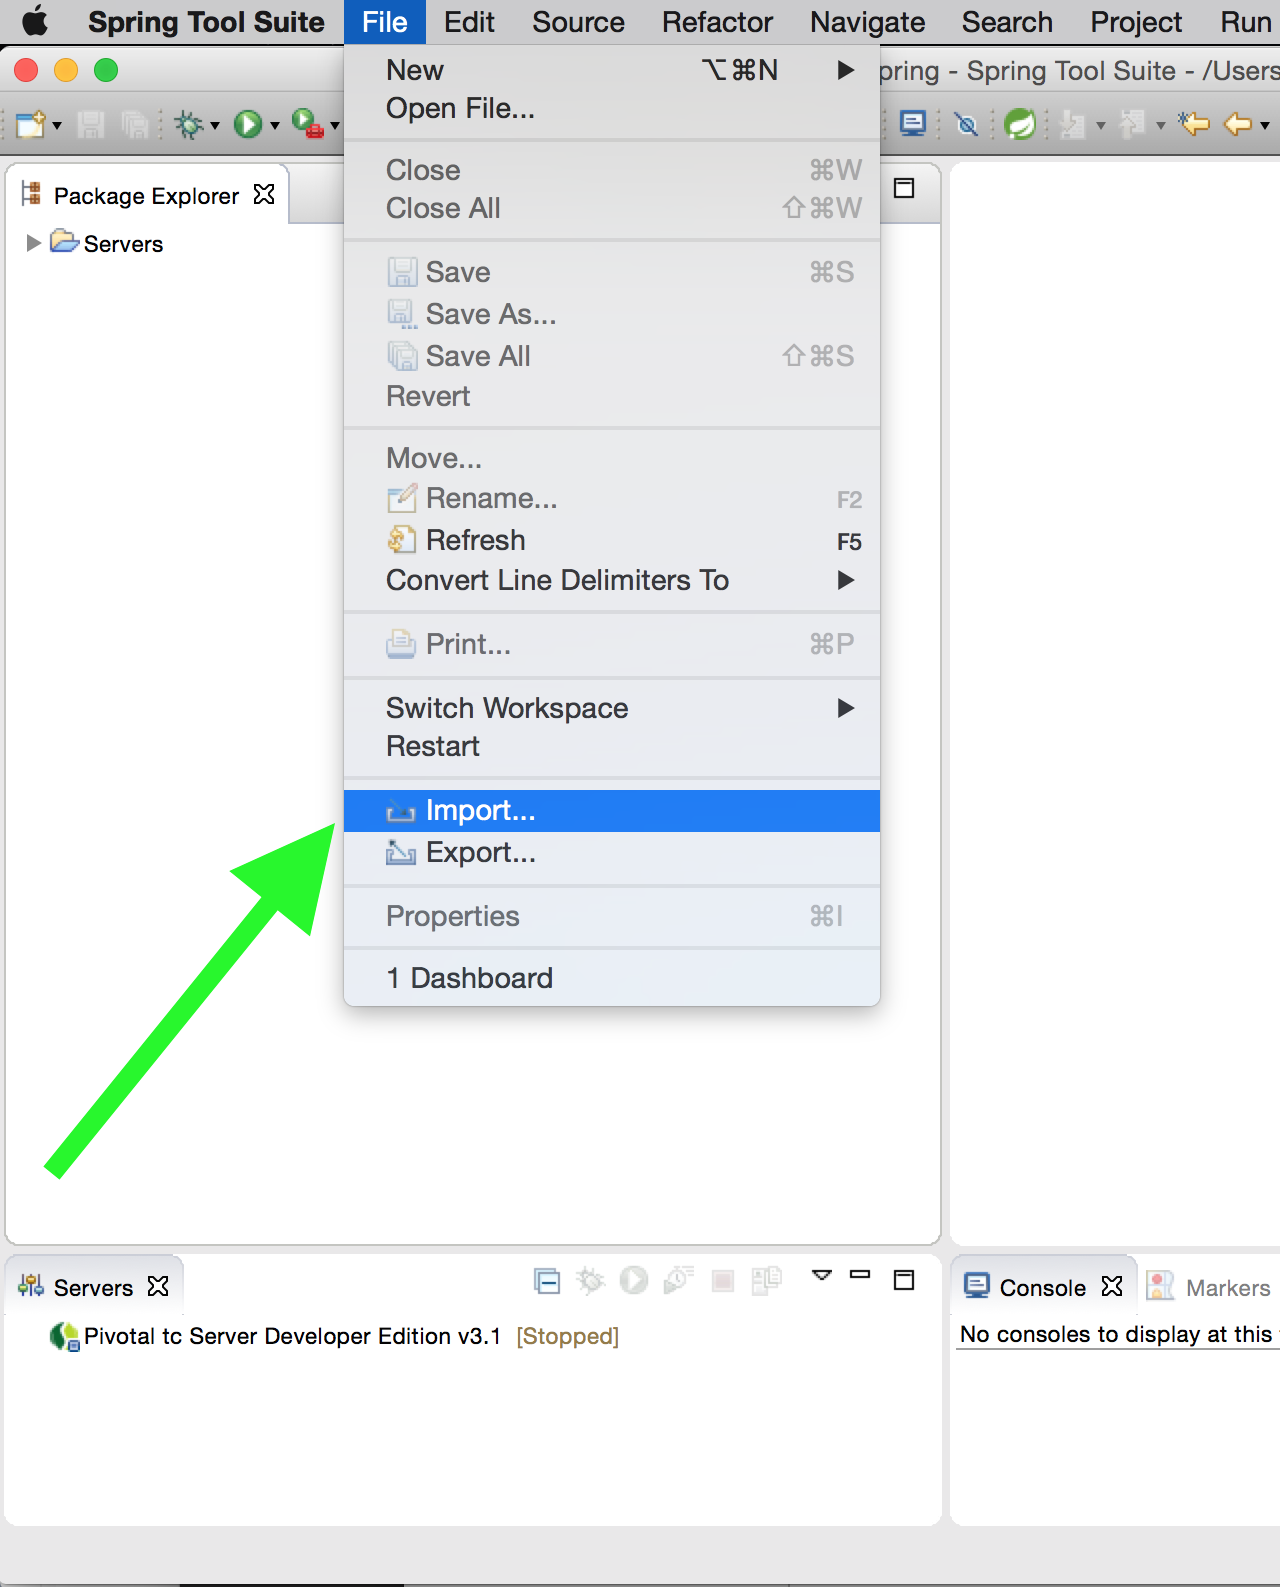 Spring Tool Suite File Edit Source Refactor Navigate Search Project Run
pring - Spring Tool Suite - /Users
New ⌥⌘N
Open File...
Close ⌘W
Close All ⇧⌘W
Package Explorer
Servers
Save ⌘S
Save As...
Save All ⇧⌘S
Revert
Move...
Rename... F2
Refresh F5
Convert Line Delimiters To
Print... ⌘P
Switch Workspace
Restart
Import...
Export...
Properties ⌘I
1 Dashboard
Servers
Pivotal tc Server Developer Edition v3.1 [Stopped]
Console Markers
No consoles to display at this